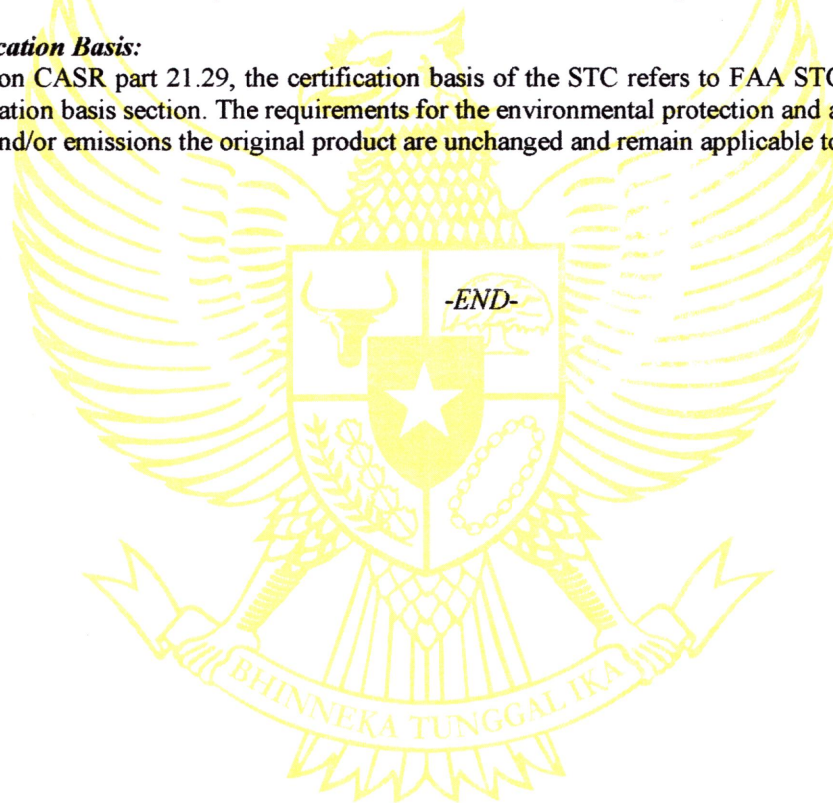 cation Basis:
on CASR part 21.29, the certification basis of the STC refers to FAA STC
ation basis section. The requirements for the environmental protection and a
nd/or emissions the original product are unchanged and remain applicable to
-END-
BHINNEKA TUNGGAL IKA